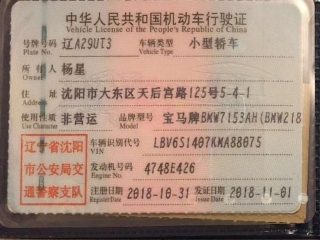 中华人民共和国机动车行驶证
Vehicle License of the People's Republic of China
号牌号码 辽A29UT3 车辆类型 小型轿车
Plate No. Vehicle Type
所有人 杨星
Owner
住址 沈阳市大东区天后宫路125号5-4-1
Address
使用性质 非营运 品牌型号 宝马牌BMW7153AH(BMW218
Use Character Model
辽宁省沈阳
市公安局交
通警察支队
车辆识别代号 LBV651407KMA88075
VIN
发动机号码 4748E426
Engine No.
注册日期 2018-10-31 发证日期 2018-11-01
Register Date Issue Date